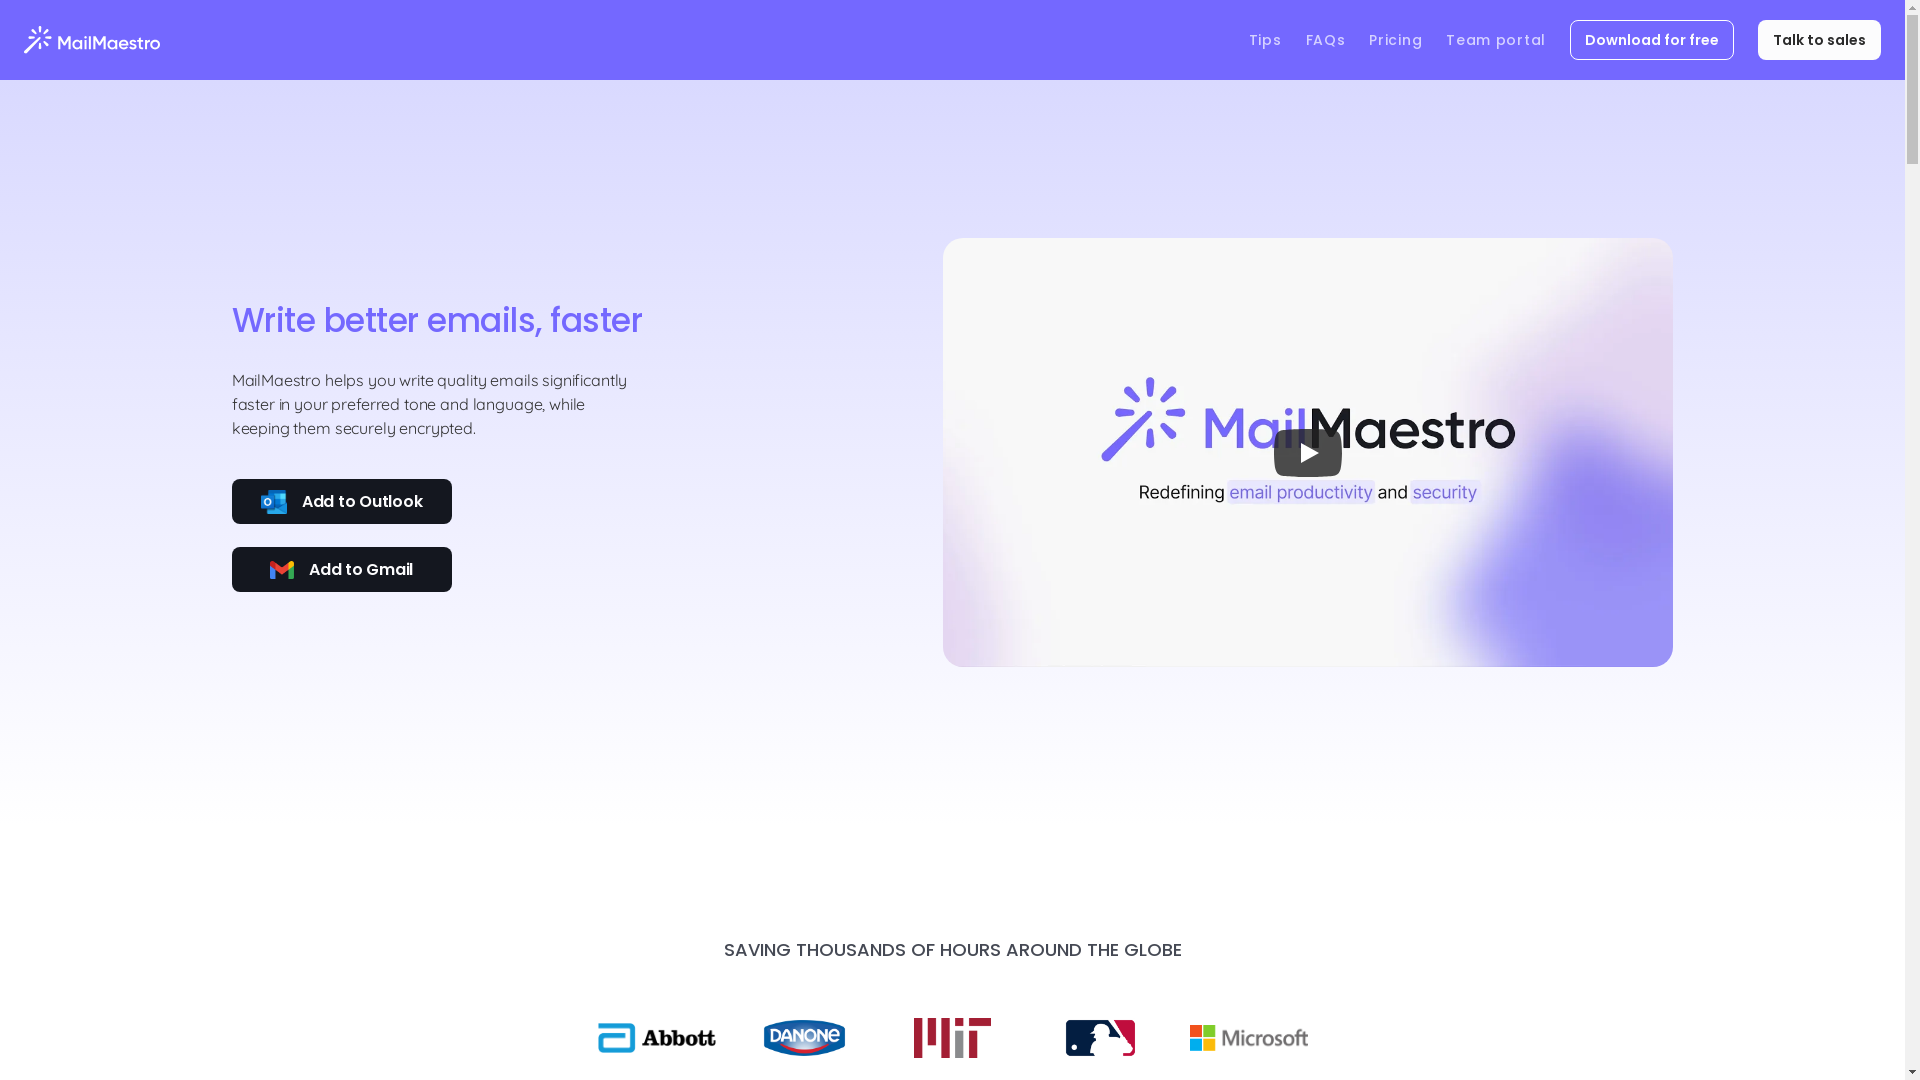 MailMaestro
Tips
FAQs
Pricing
Team portal
Download for free
Talk to sales
Write better emails, faster
MailMaestro helps you write quality emails significantly
faster in your preferred tone and language, while
keeping them securely encrypted.
Add to Outlook
Add to Gmail
MailMaestro
Redefining email productivity and security
SAVING THOUSANDS OF HOURS AROUND THE GLOBE
Abbott
DANONE
MIT
Microsoft